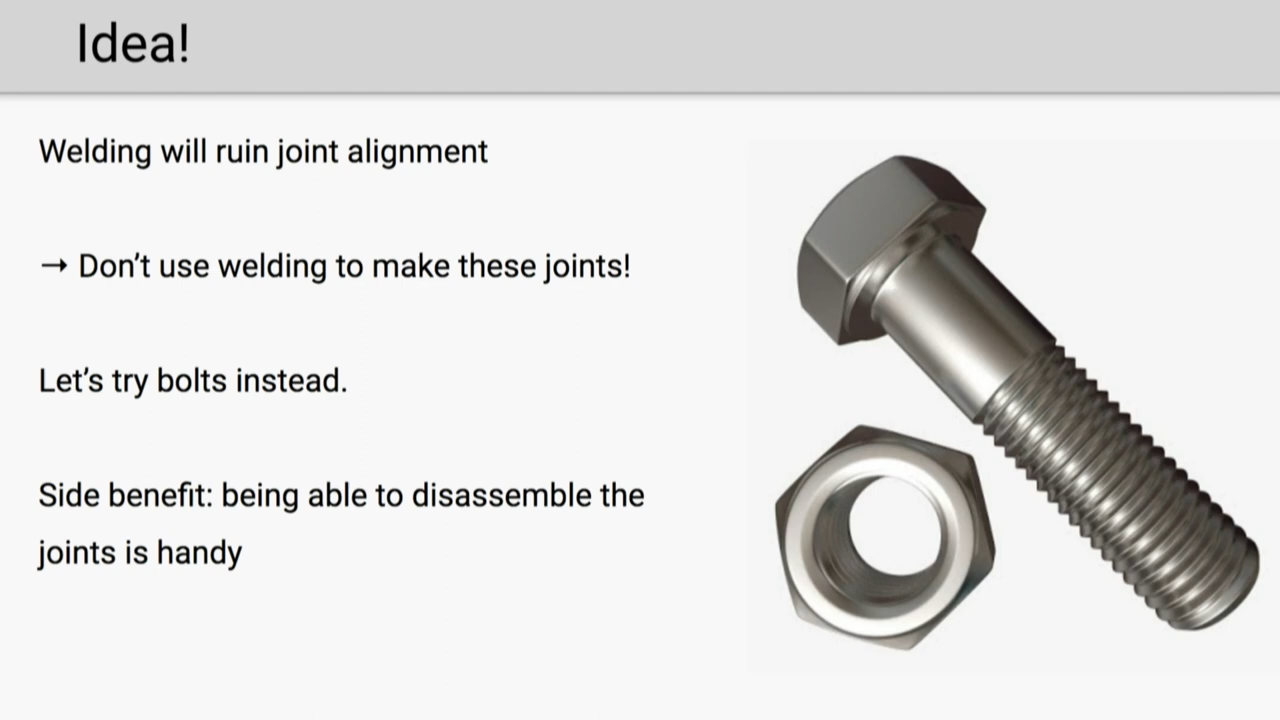 Idea!
Welding will ruin joint alignment
→ Don’t use welding to make these joints!
Let’s try bolts instead.
Side benefit: being able to disassemble the
joints is handy